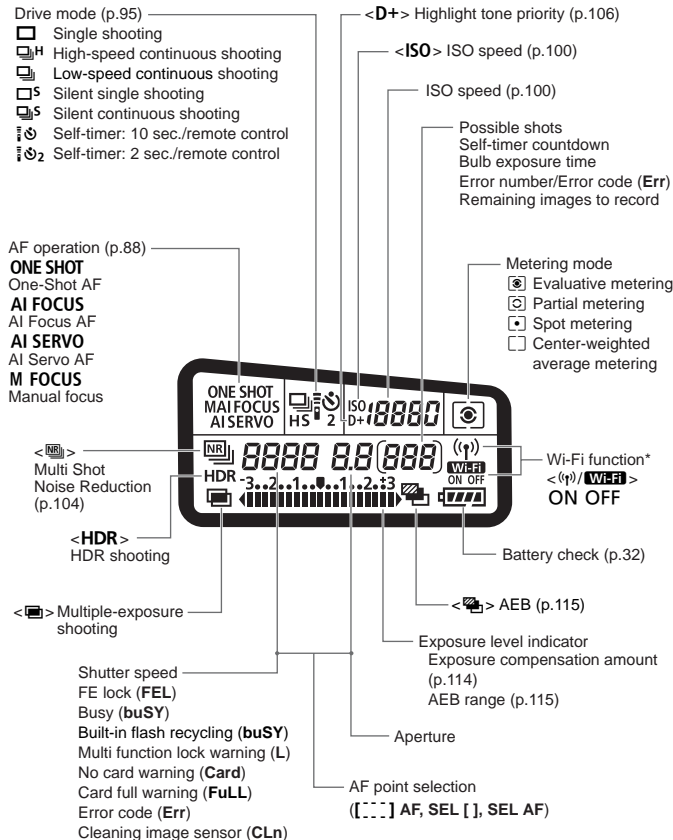 Drive mode (p.95)
Single shooting
H High-speed continuous shooting
Low-speed continuous shooting
S Silent single shooting
S Silent continuous shooting
Self-timer: 10 sec./remote control
2 Self-timer: 2 sec./remote control
<D+> Highlight tone priority (p.106)
<ISO> ISO speed (p.100)
ISO speed (p.100)
Possible shots
Self-timer countdown
Bulb exposure time
Error number/Error code (Err)
Remaining images to record
AF operation (p.88)
ONE SHOT
One-Shot AF
AI FOCUS
AI Focus AF
AI SERVO
AI Servo AF
M FOCUS
Manual focus
Metering mode
Evaluative metering
Partial metering
Spot metering
Center-weighted
average metering
ONE SHOT
MAI FOCUS
AI SERVO
HS 2
ISO
D+
18880
NR
8888 8.8 (888)
Wi-Fi
ON OFF
HDR
-3..2..1..0..1..2.+3
<NR>
Multi Shot
Noise Reduction
(p.104)
<HDR>
HDR shooting
< > Multiple-exposure
shooting
Wi-Fi function*
< / Wi-Fi >
ON OFF
Battery check (p.32)
< > AEB (p.115)
Exposure level indicator
Exposure compensation amount
(p.114)
AEB range (p.115)
Shutter speed
FE lock (FEL)
Busy (buSY)
Built-in flash recycling (buSY)
Multi function lock warning (L)
No card warning (Card)
Card full warning (FuLL)
Error code (Err)
Cleaning image sensor (CLn)
Aperture
AF point selection
([---] AF, SEL [ ], SEL AF)